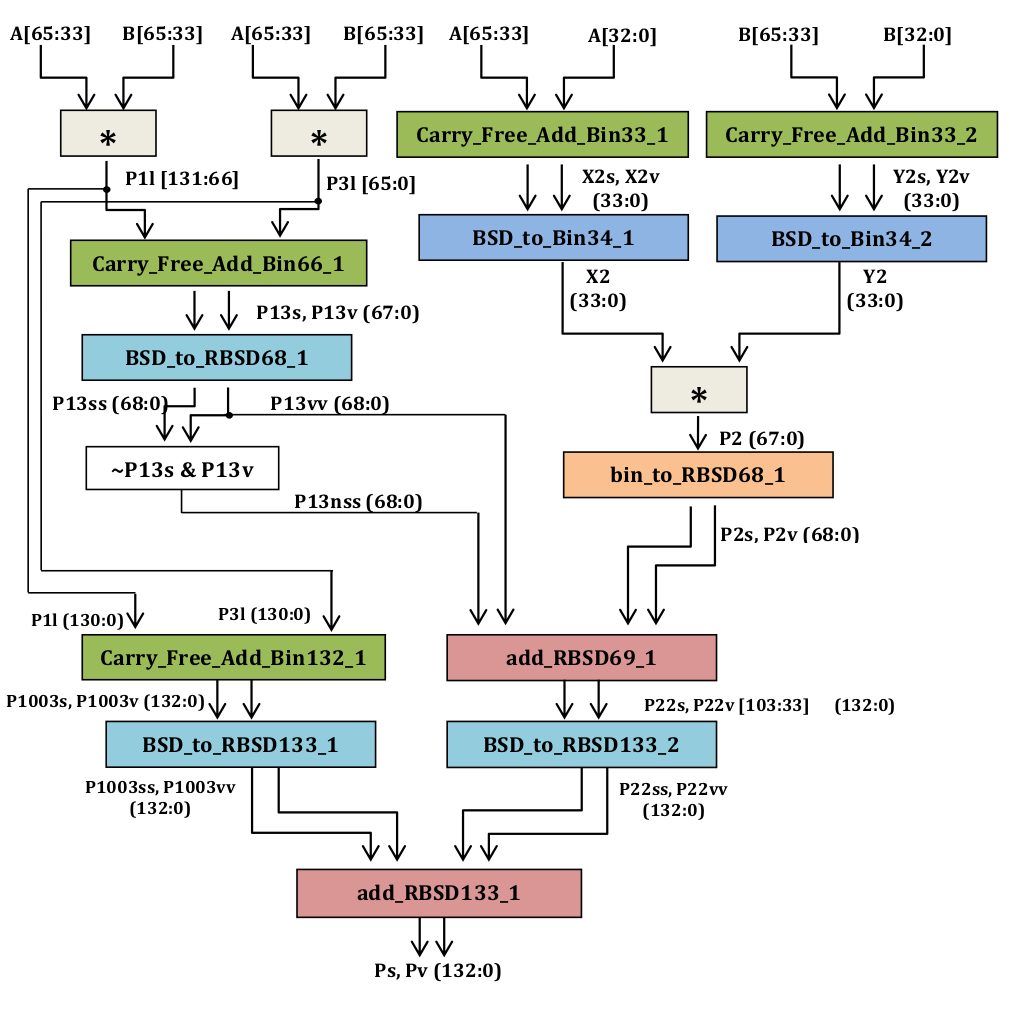 A[65:33] B[65:33] A[65:33] B[65:33] A[65:33] A[32:0] B[65:33] B[32:0]
* * Carry_Free_Add_Bin33_1 Carry_Free_Add_Bin33_2
P1l [131:66] P3l [65:0] X2s, X2v Y2s, Y2v
(33:0) (33:0)
BSD_to_Bin34_1 BSD_to_Bin34_2
Carry_Free_Add_Bin66_1 X2 Y2
(33:0) (33:0)
P13s, P13v (67:0)
BSD_to_RBSD68_1
*
P13ss (68:0) P13vv (68:0)
P2 (67:0)
~P13s & P13v bin_to_RBSD68_1
P13nss (68:0)
P2s, P2v (68:0)
P1l (130:0) P3l (130:0)
Carry_Free_Add_Bin132_1 add_RBSD69_1
P1003s, P1003v (132:0) P22s, P22v [103:33] (132:0)
BSD_to_RBSD133_1 BSD_to_RBSD133_2
P1003ss, P1003vv P22ss, P22vv
(132:0) (132:0)
add_RBSD133_1
Ps, Pv (132:0)